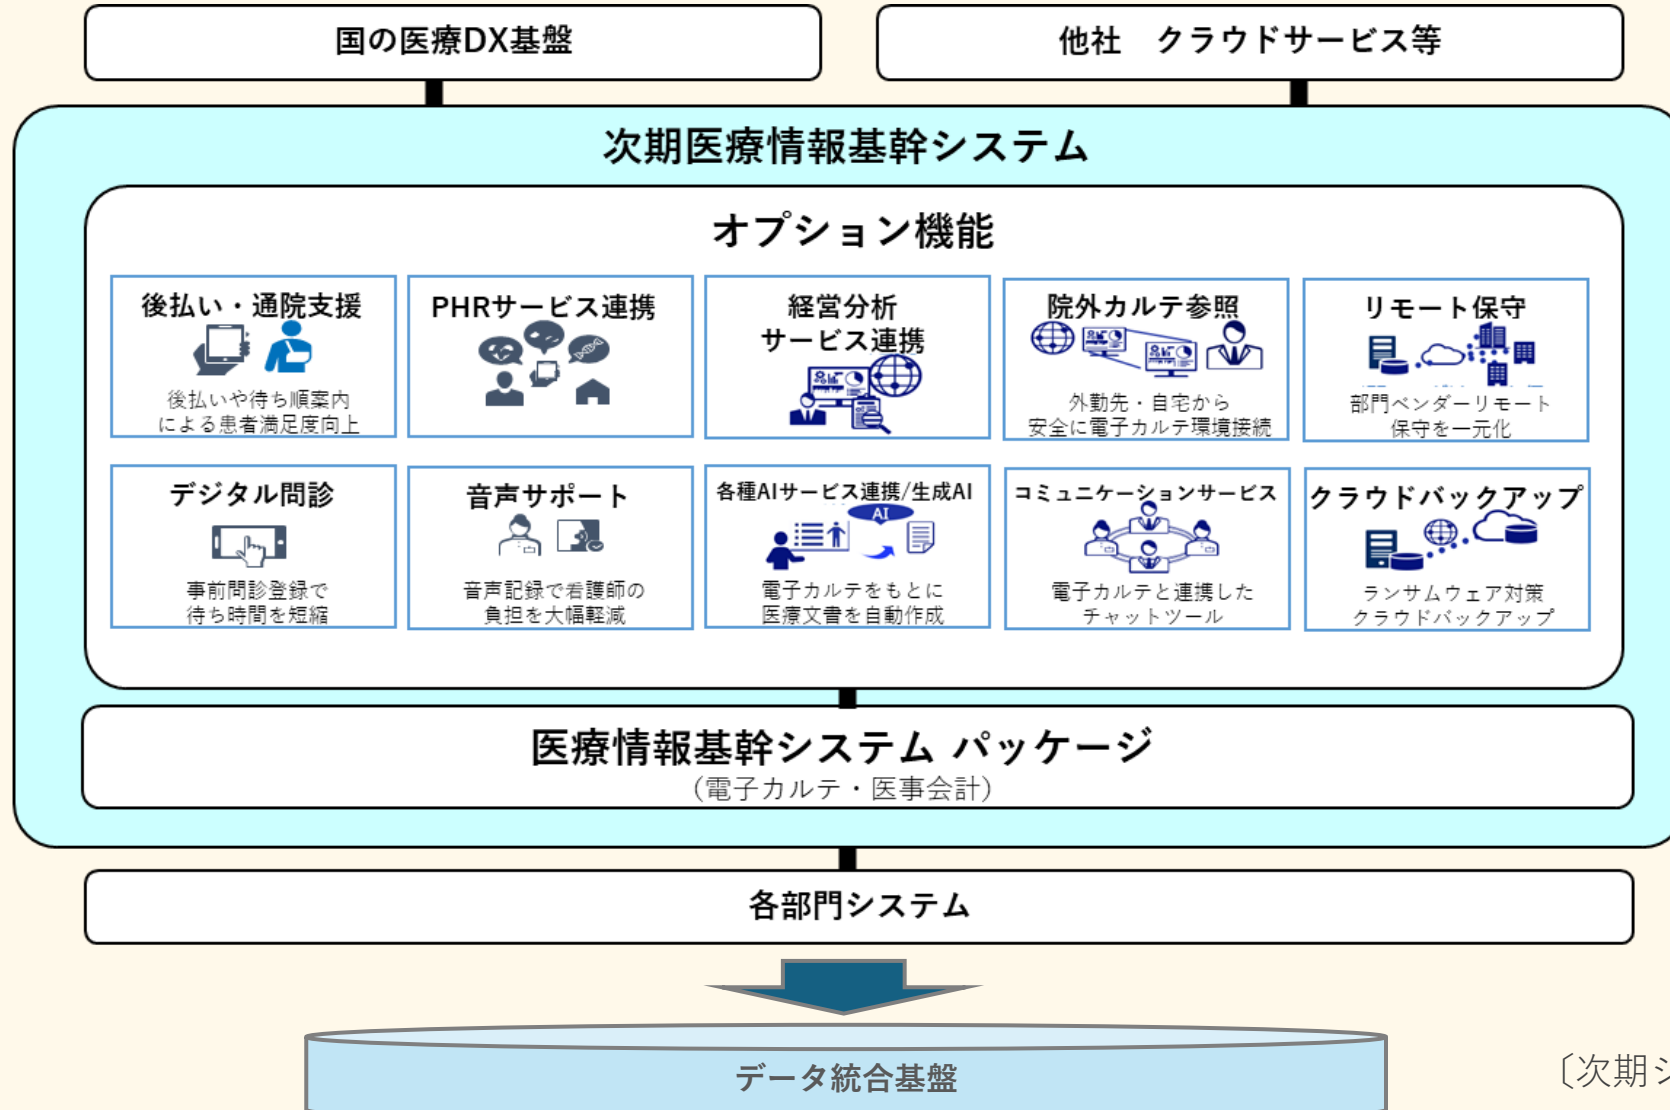 国の医療DX基盤
他社　クラウドサービス等
次期医療情報基幹システム
オプション機能
後払い・通院支援
後払いや待ち順案内
による患者満足度向上
PHRサービス連携
経営分析
サービス連携
院外カルテ参照
外勤先・自宅から
安全に電子カルテ環境接続
リモート保守
部門ベンダーリモート
保守を一元化
デジタル問診
事前問診登録で
待ち時間を短縮
音声サポート
音声記録で看護師の
負担を大幅軽減
各種AIサービス連携/生成AI
AI
電子カルテをもとに
医療文書を自動作成
コミュニケーションサービス
電子カルテと連携した
チャットツール
クラウドバックアップ
ランサムウェア対策
クラウドバックアップ
医療情報基幹システム パッケージ
（電子カルテ・医事会計）
各部門システム
データ統合基盤
〔次期シ